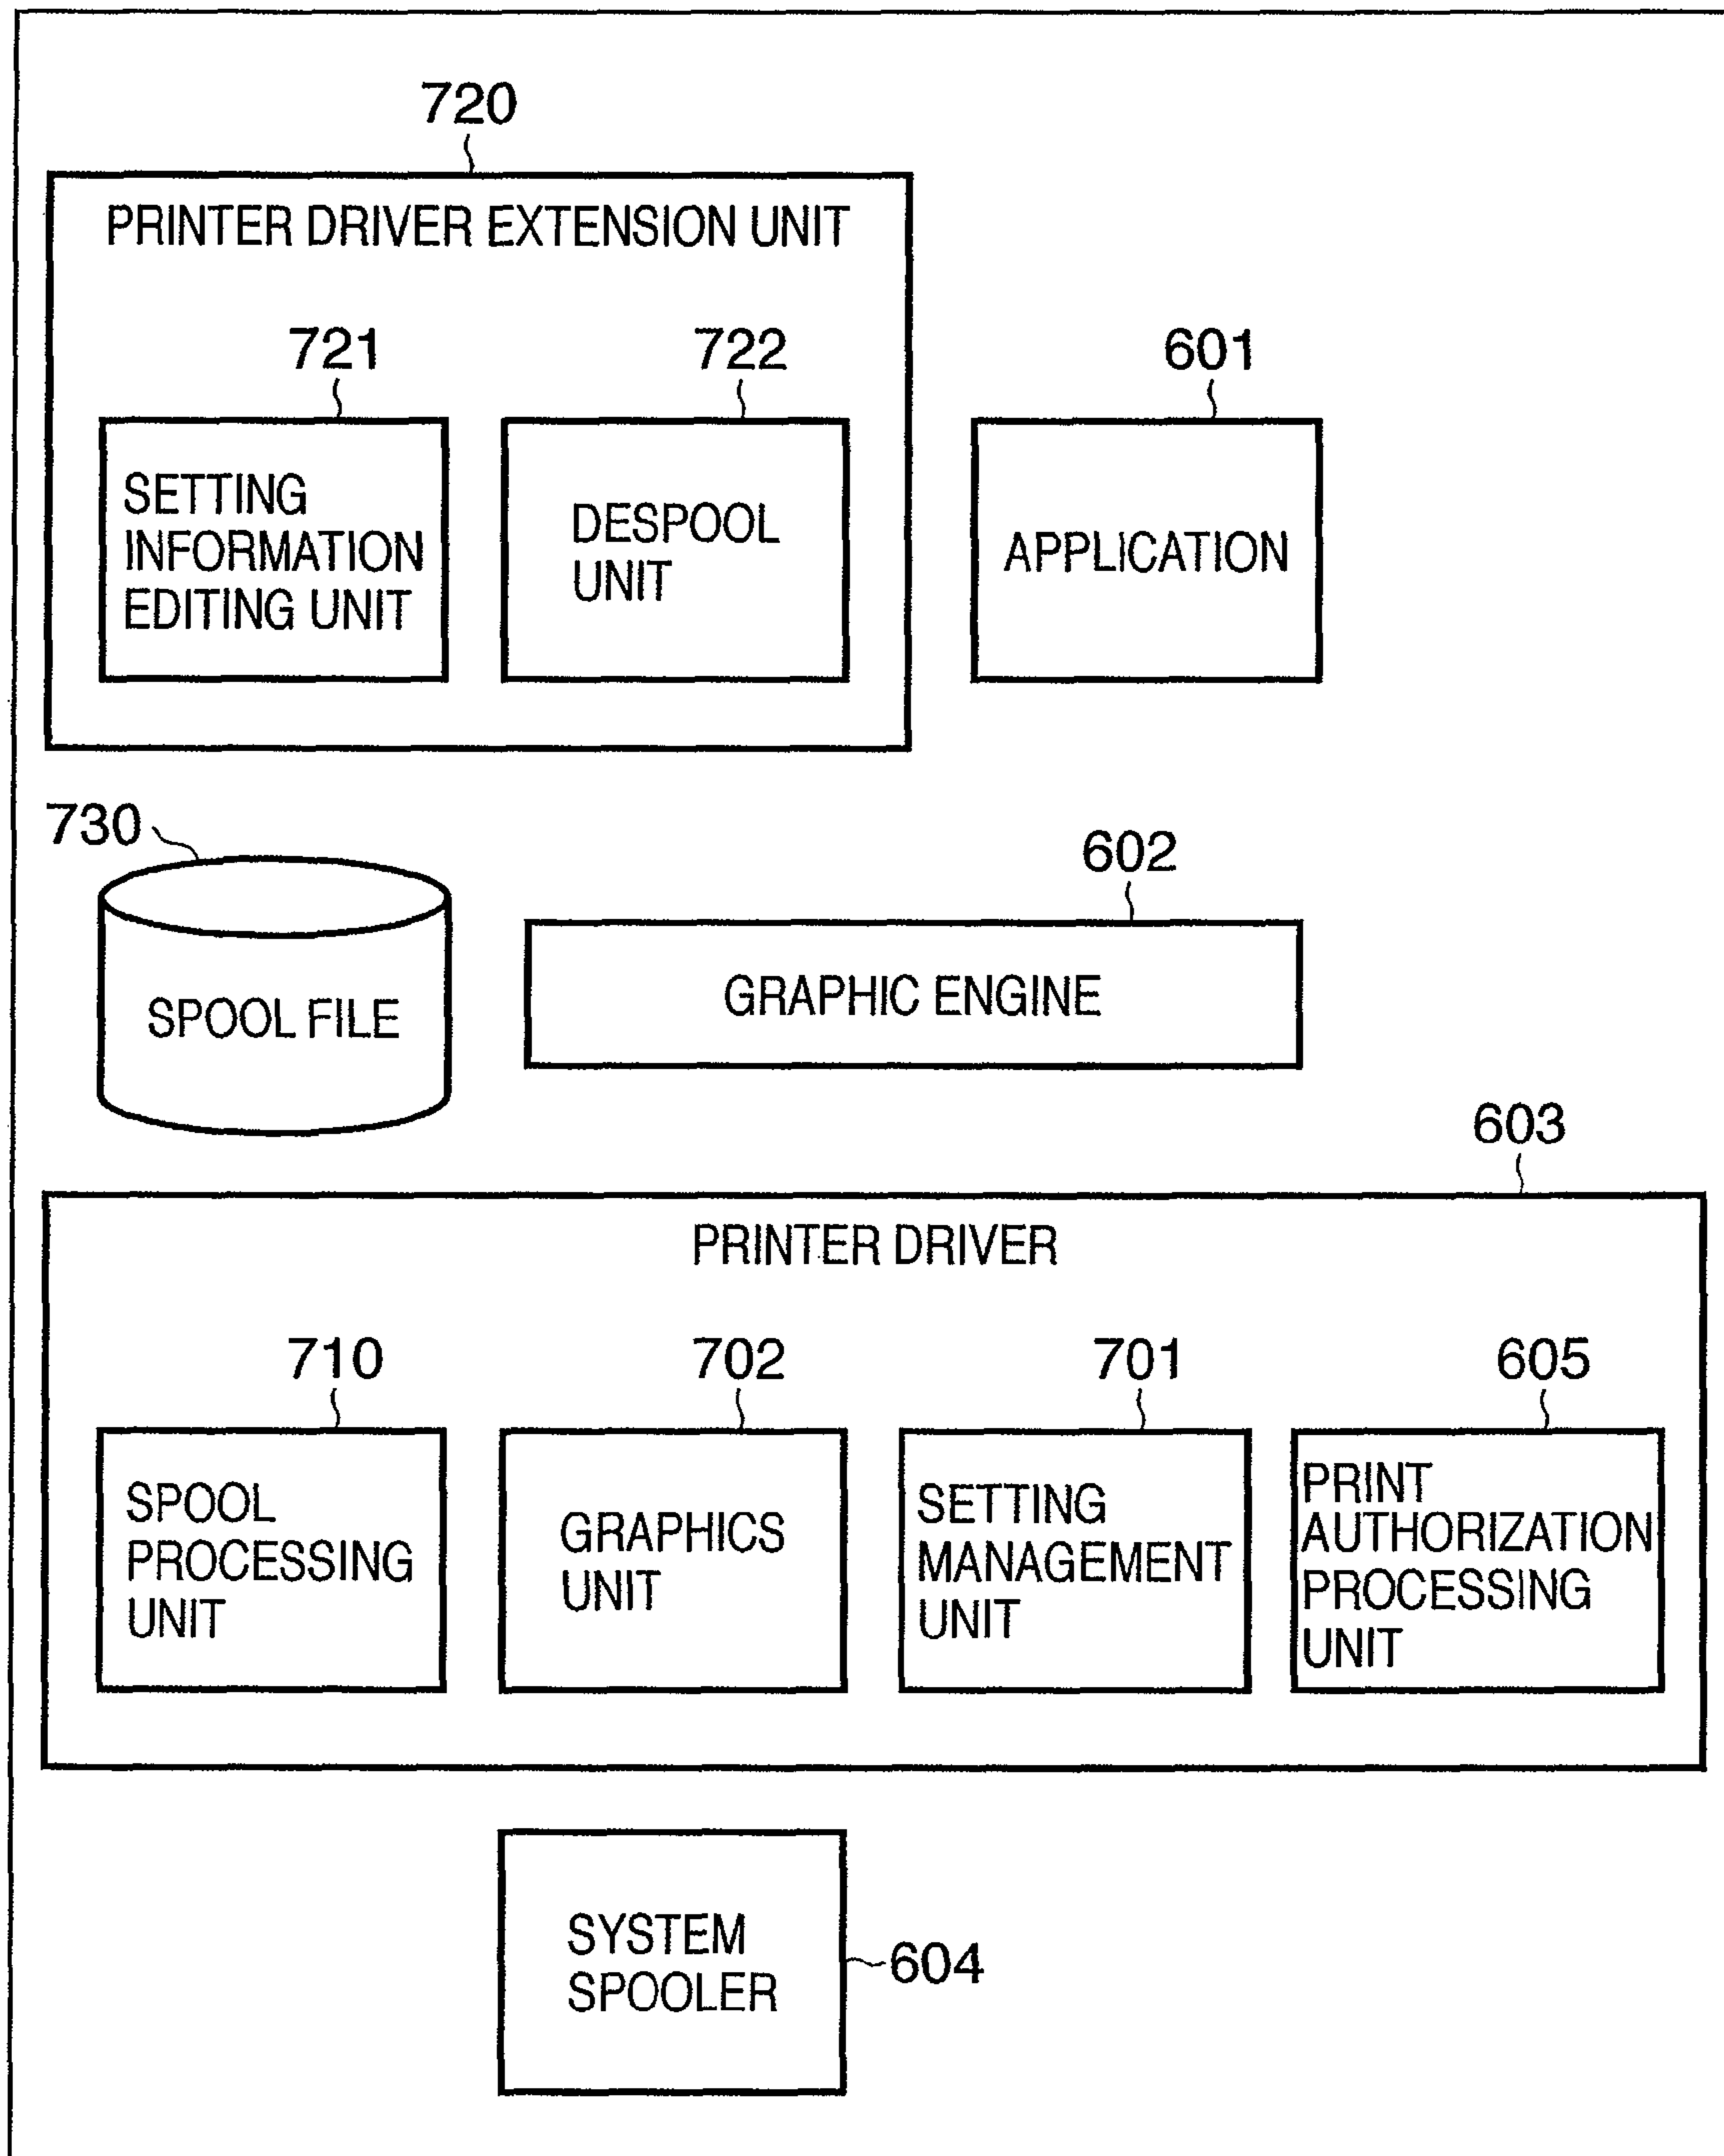 720
PRINTER DRIVER EXTENSION UNIT
721
722
601
SETTING
INFORMATION
EDITING UNIT
DESPOOL
UNIT
APPLICATION
730
602
SPOOL FILE
GRAPHIC ENGINE
603
PRINTER DRIVER
710
702
701
605
SPOOL
PROCESSING
UNIT
GRAPHICS
UNIT
SETTING
MANAGEMENT
UNIT
PRINT
AUTHORIZATION
PROCESSING
UNIT
SYSTEM
SPOOLER
604